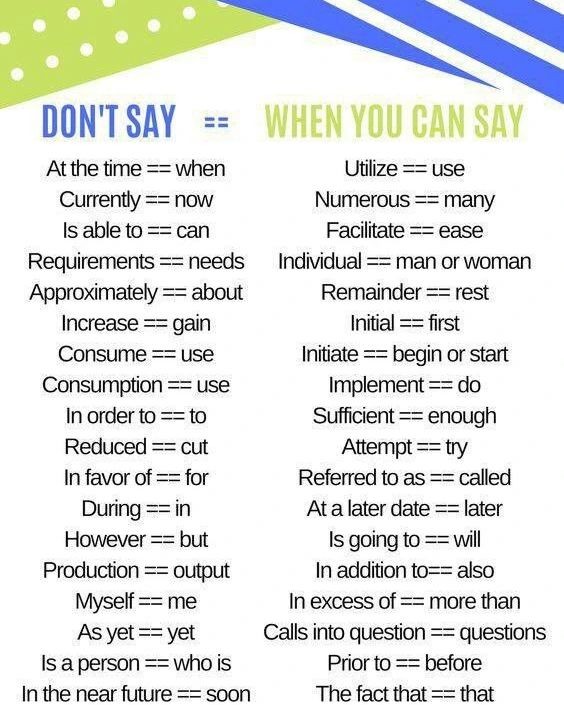 DON'T SAY == WHEN YOU CAN SAY
At the time == when
Currently == now
Is able to == can
Requirements == needs
Approximately == about
Increase == gain
Consume == use
Consumption == use
In order to == to
Reduced == cut
In favor of == for
During == in
However == but
Production == output
Myself == me
As yet == yet
Is a person == who is
In the near future == soon
Utilize == use
Numerous == many
Facilitate == ease
Individual == man or woman
Remainder == rest
Initial == first
Initiate == begin or start
Implement == do
Sufficient == enough
Attempt == try
Referred to as == called
At a later date == later
Is going to == will
In addition to== also
In excess of == more than
Calls into question == questions
Prior to == before
The fact that == that